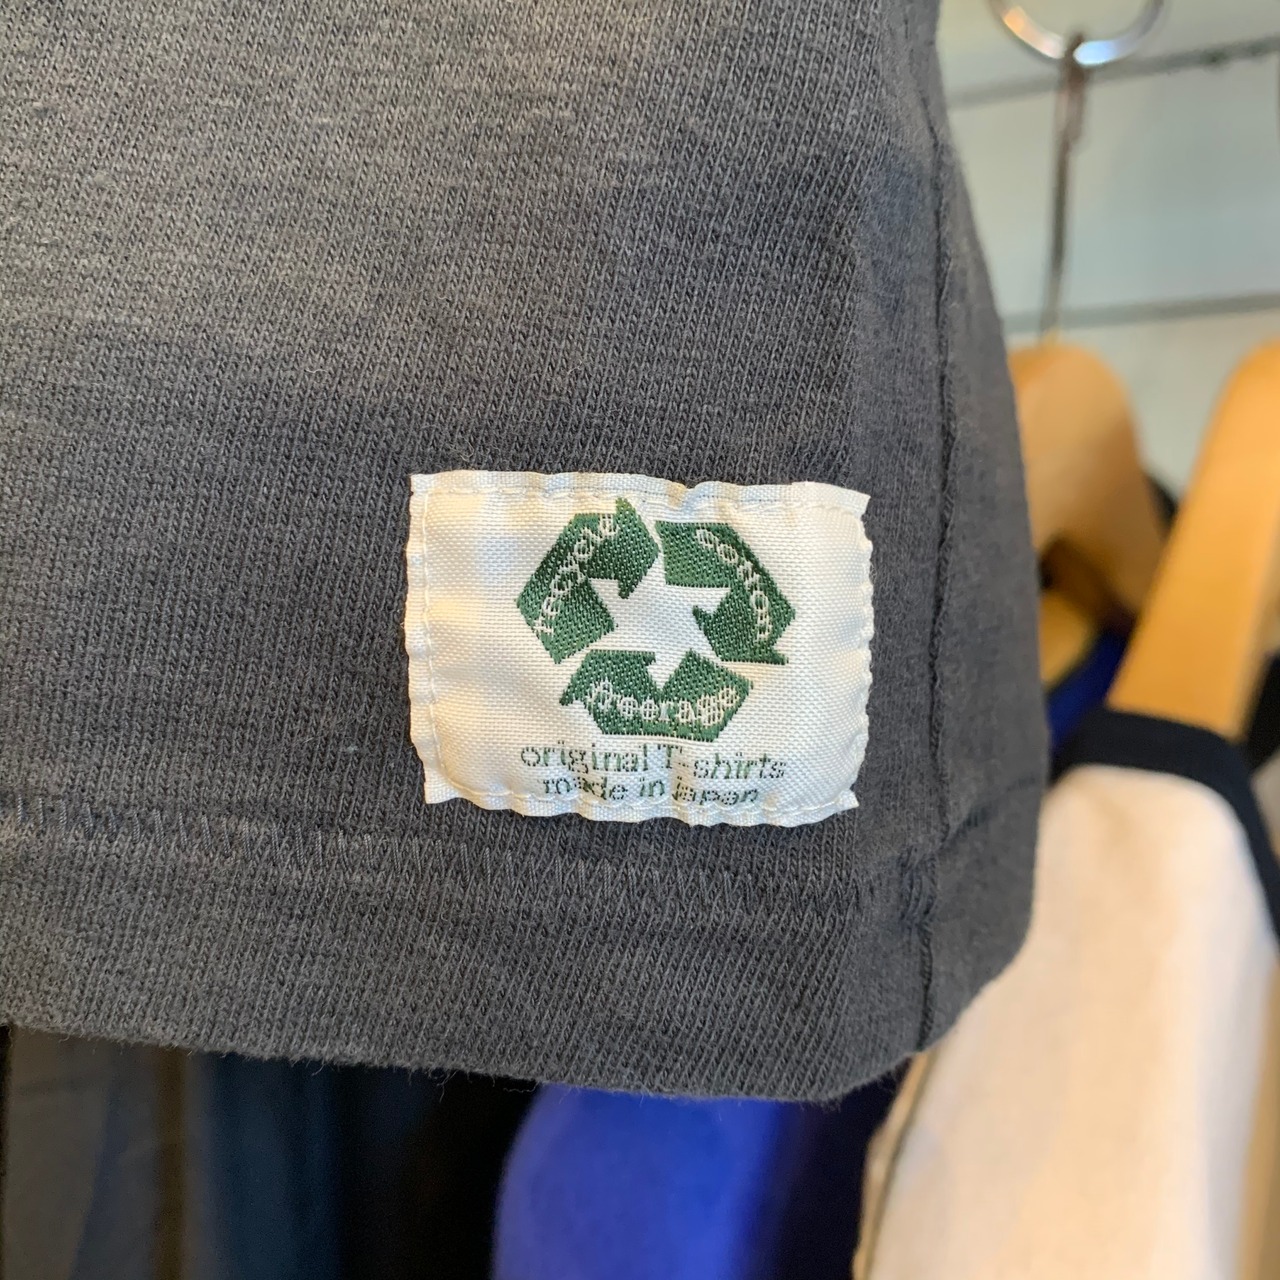 recycle
cotton
original T-shirts
made in japan